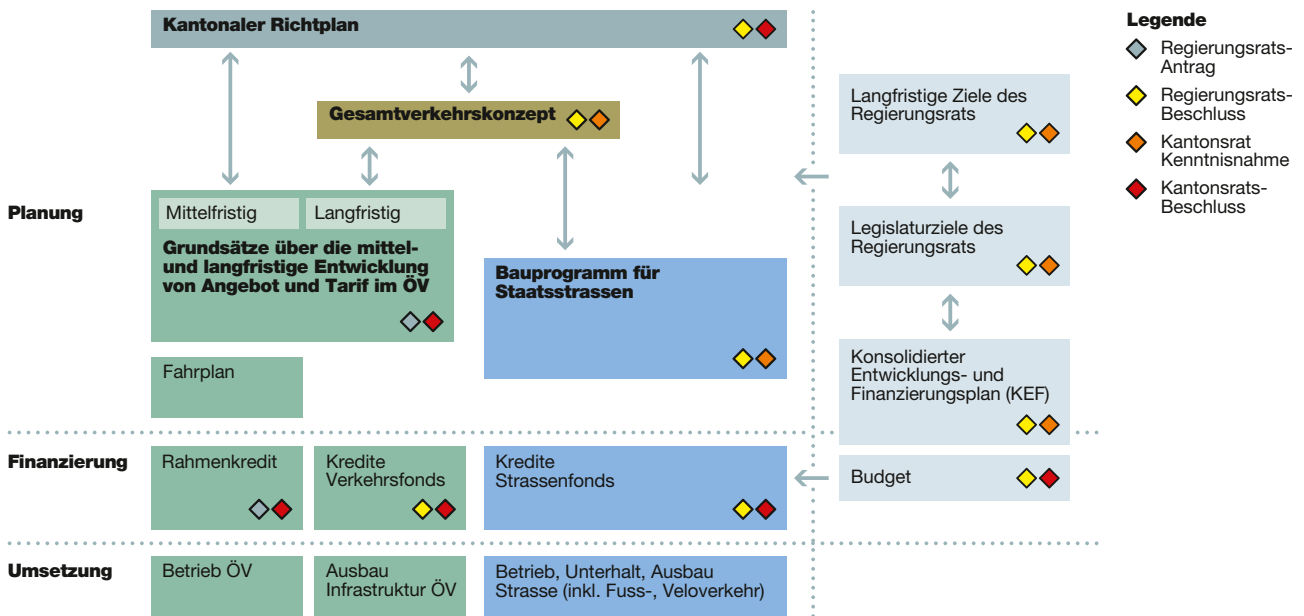 Kantonaler Richtplan
Gesamtverkehrskonzept
Planung
Mittelfristig
Langfristig
Grundsätze über die mittel-
und langfristige Entwicklung
von Angebot und Tarif im ÖV
Bauprogramm für
Staatsstrassen
Fahrplan
Langfristige Ziele des
Regierungsrats
Legislaturziele des
Regierungsrats
Konsolidierter
Entwicklungs- und
Finanzierungsplan (KEF)
Finanzierung
Rahmenkredit
Kredite
Verkehrsfonds
Kredite
Strassenfonds
Budget
Umsetzung
Betrieb ÖV
Ausbau
Infrastruktur ÖV
Betrieb, Unterhalt, Ausbau
Strasse (inkl. Fuss-, Veloverkehr)
Legende
Regierungsrats-
Antrag
Regierungsrats-
Beschluss
Kantonsrat
Kenntnisnahme
Kantonsrats-
Beschluss